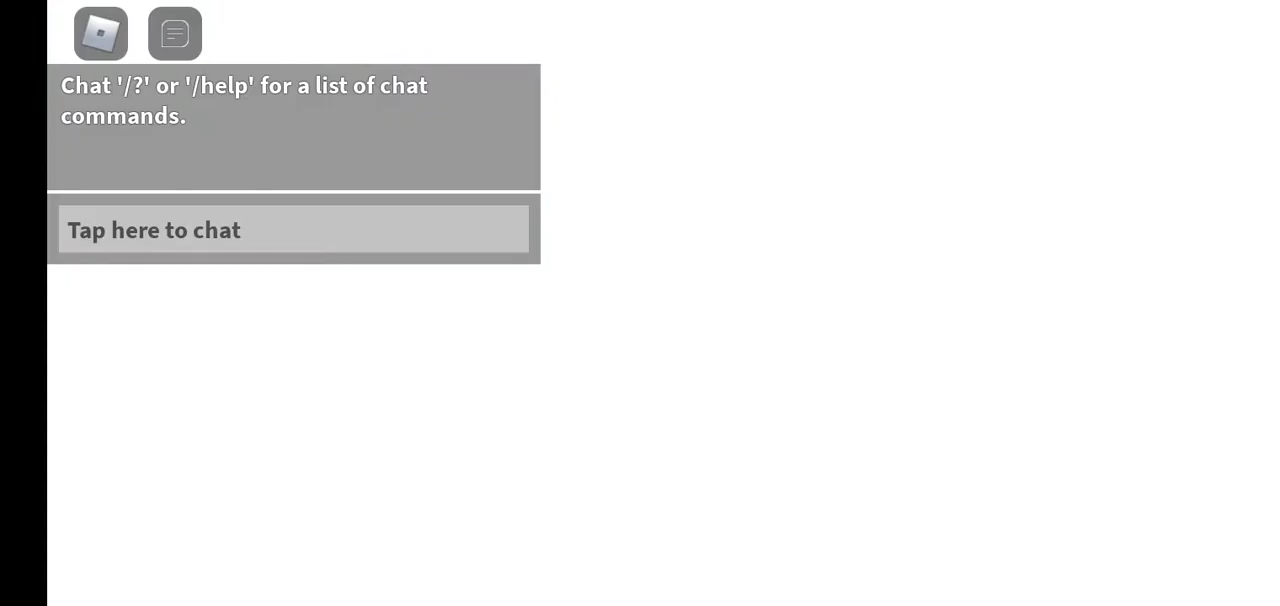 Chat '/?' or '/help' for a list of chat
commands.
Tap here to chat